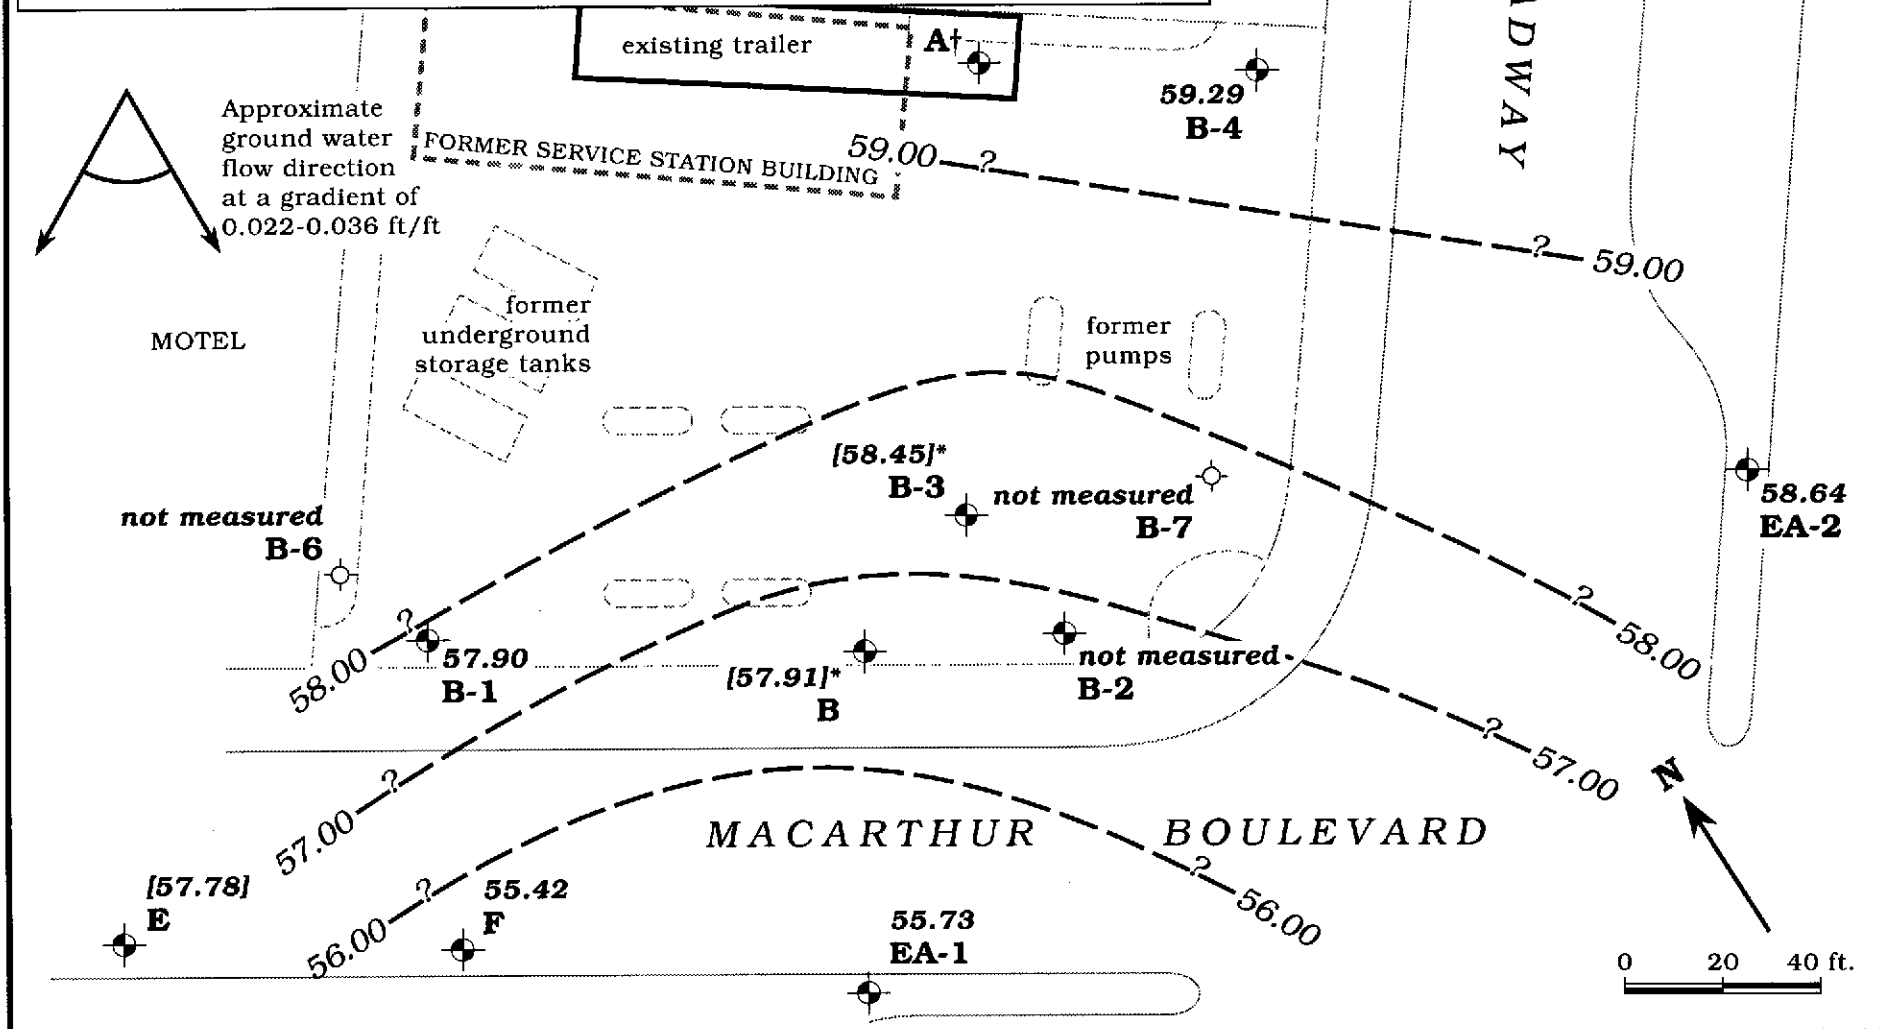 existing trailer
A†
59.29
B-4
ADWAY
Approximate
ground water
flow direction
at a gradient of
0.022-0.036 ft/ft
FORMER SERVICE STATION BUILDING
59.00
?
?
59.00
MOTEL
former
underground
storage tanks
former
pumps
[58.45]*
B-3
not measured
B-7
58.64
EA-2
not measured
B-6
?
58.00
57.90
B-1
[57.91]*
B
not measured
B-2
?
58.00
?
57.00
?
57.00
N
MACARTHUR BOULEVARD
[57.78]
E
?
56.00
55.42
F
55.73
EA-1
?
56.00
0 20 40 ft.